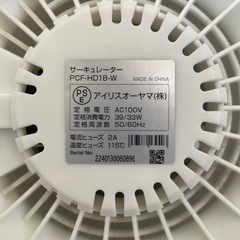 サーキュレーター
PCF-HD18-W MADE IN CHINA
PS
E アイリスオーヤマ(株)
定格電圧 AC100V
定格消費電力 39/33W
定格周波数 50/60Hz
電流ヒューズ 2A
温度ヒューズ 115℃
Serial No.
2240130060896